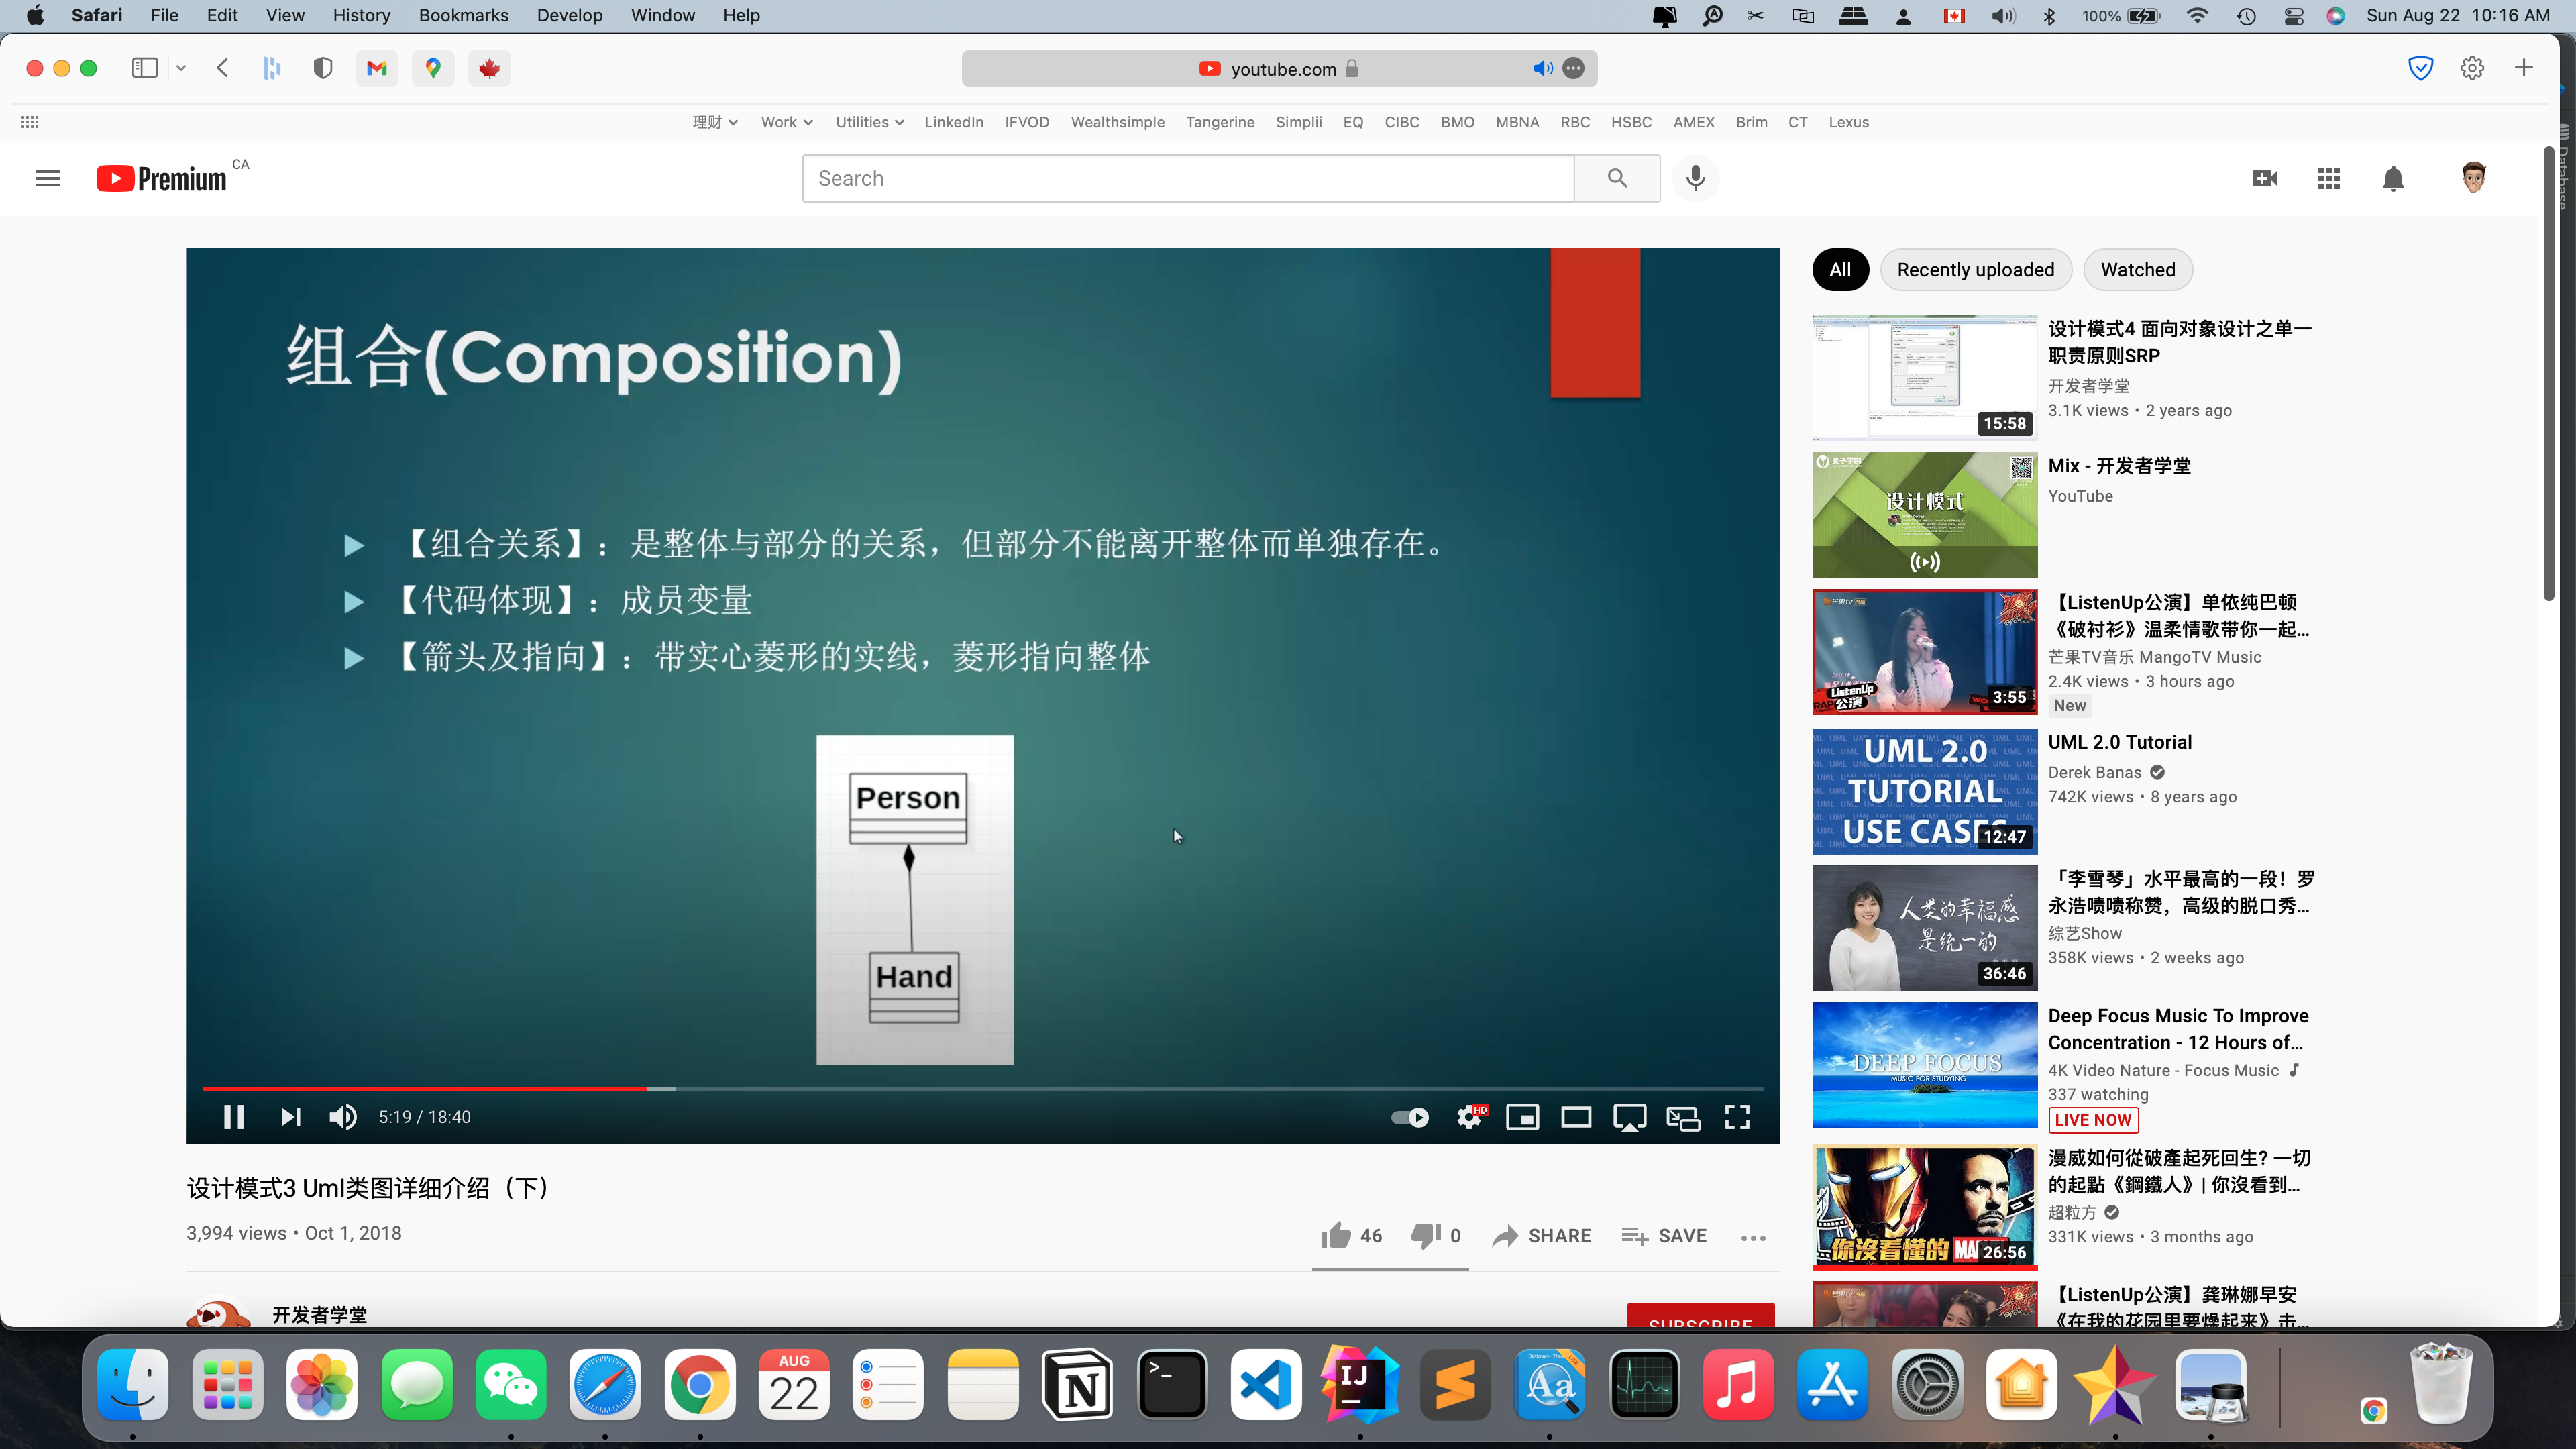 Safari File Edit View History Bookmarks Develop Window Help 100% Sun Aug 22 10:16 AM
youtube.com
理财 Work Utilities LinkedIn IFVOD Wealthsimple Tangerine Simplii EQ CIBC BMO MBNA RBC HSBC AMEX Brim CT Lexus
Database
Premium CA
Search
组合(Composition)
【组合关系】：是整体与部分的关系，但部分不能离开整体而单独存在。
【代码体现】：成员变量
【箭头及指向】：带实心菱形的实线，菱形指向整体
Person
Hand
5:19 / 18:40
HD
设计模式3 Uml类图详细介绍（下）
3,994 views • Oct 1, 2018
46 0 SHARE SAVE
开发者学堂
SUBSCRIBE
All Recently uploaded Watched
15:58
设计模式4 面向对象设计之单一
职责原则SRP
开发者学堂
3.1K views • 2 years ago
麦子学院
设计模式
Mix - 开发者学堂
YouTube
芒果tv
ListenUp
公演
3:55
【ListenUp公演】单依纯巴顿
《破衬衫》温柔情歌带你一起...
芒果TV音乐 MangoTV Music
2.4K views • 3 hours ago
New
UML 2.0
TUTORIAL
USE CASES
12:47
UML 2.0 Tutorial
Derek Banas
742K views • 8 years ago
人类的幸福感
是统一的
36:46
「李雪琴」水平最高的一段！罗
永浩啧啧称赞，高级的脱口秀...
综艺Show
358K views • 2 weeks ago
DEEP FOCUS
MUSIC FOR STUDYING
Deep Focus Music To Improve
Concentration - 12 Hours of...
4K Video Nature - Focus Music
337 watching
LIVE NOW
你沒看懂的
26:56
漫威如何從破產起死回生? 一切
的起點《鋼鐵人》| 你沒看到...
超粒方
331K views • 3 months ago
【ListenUp公演】龚琳娜早安
《在我的花园里要燥起来》击...
AUG
22
IJ
Aa